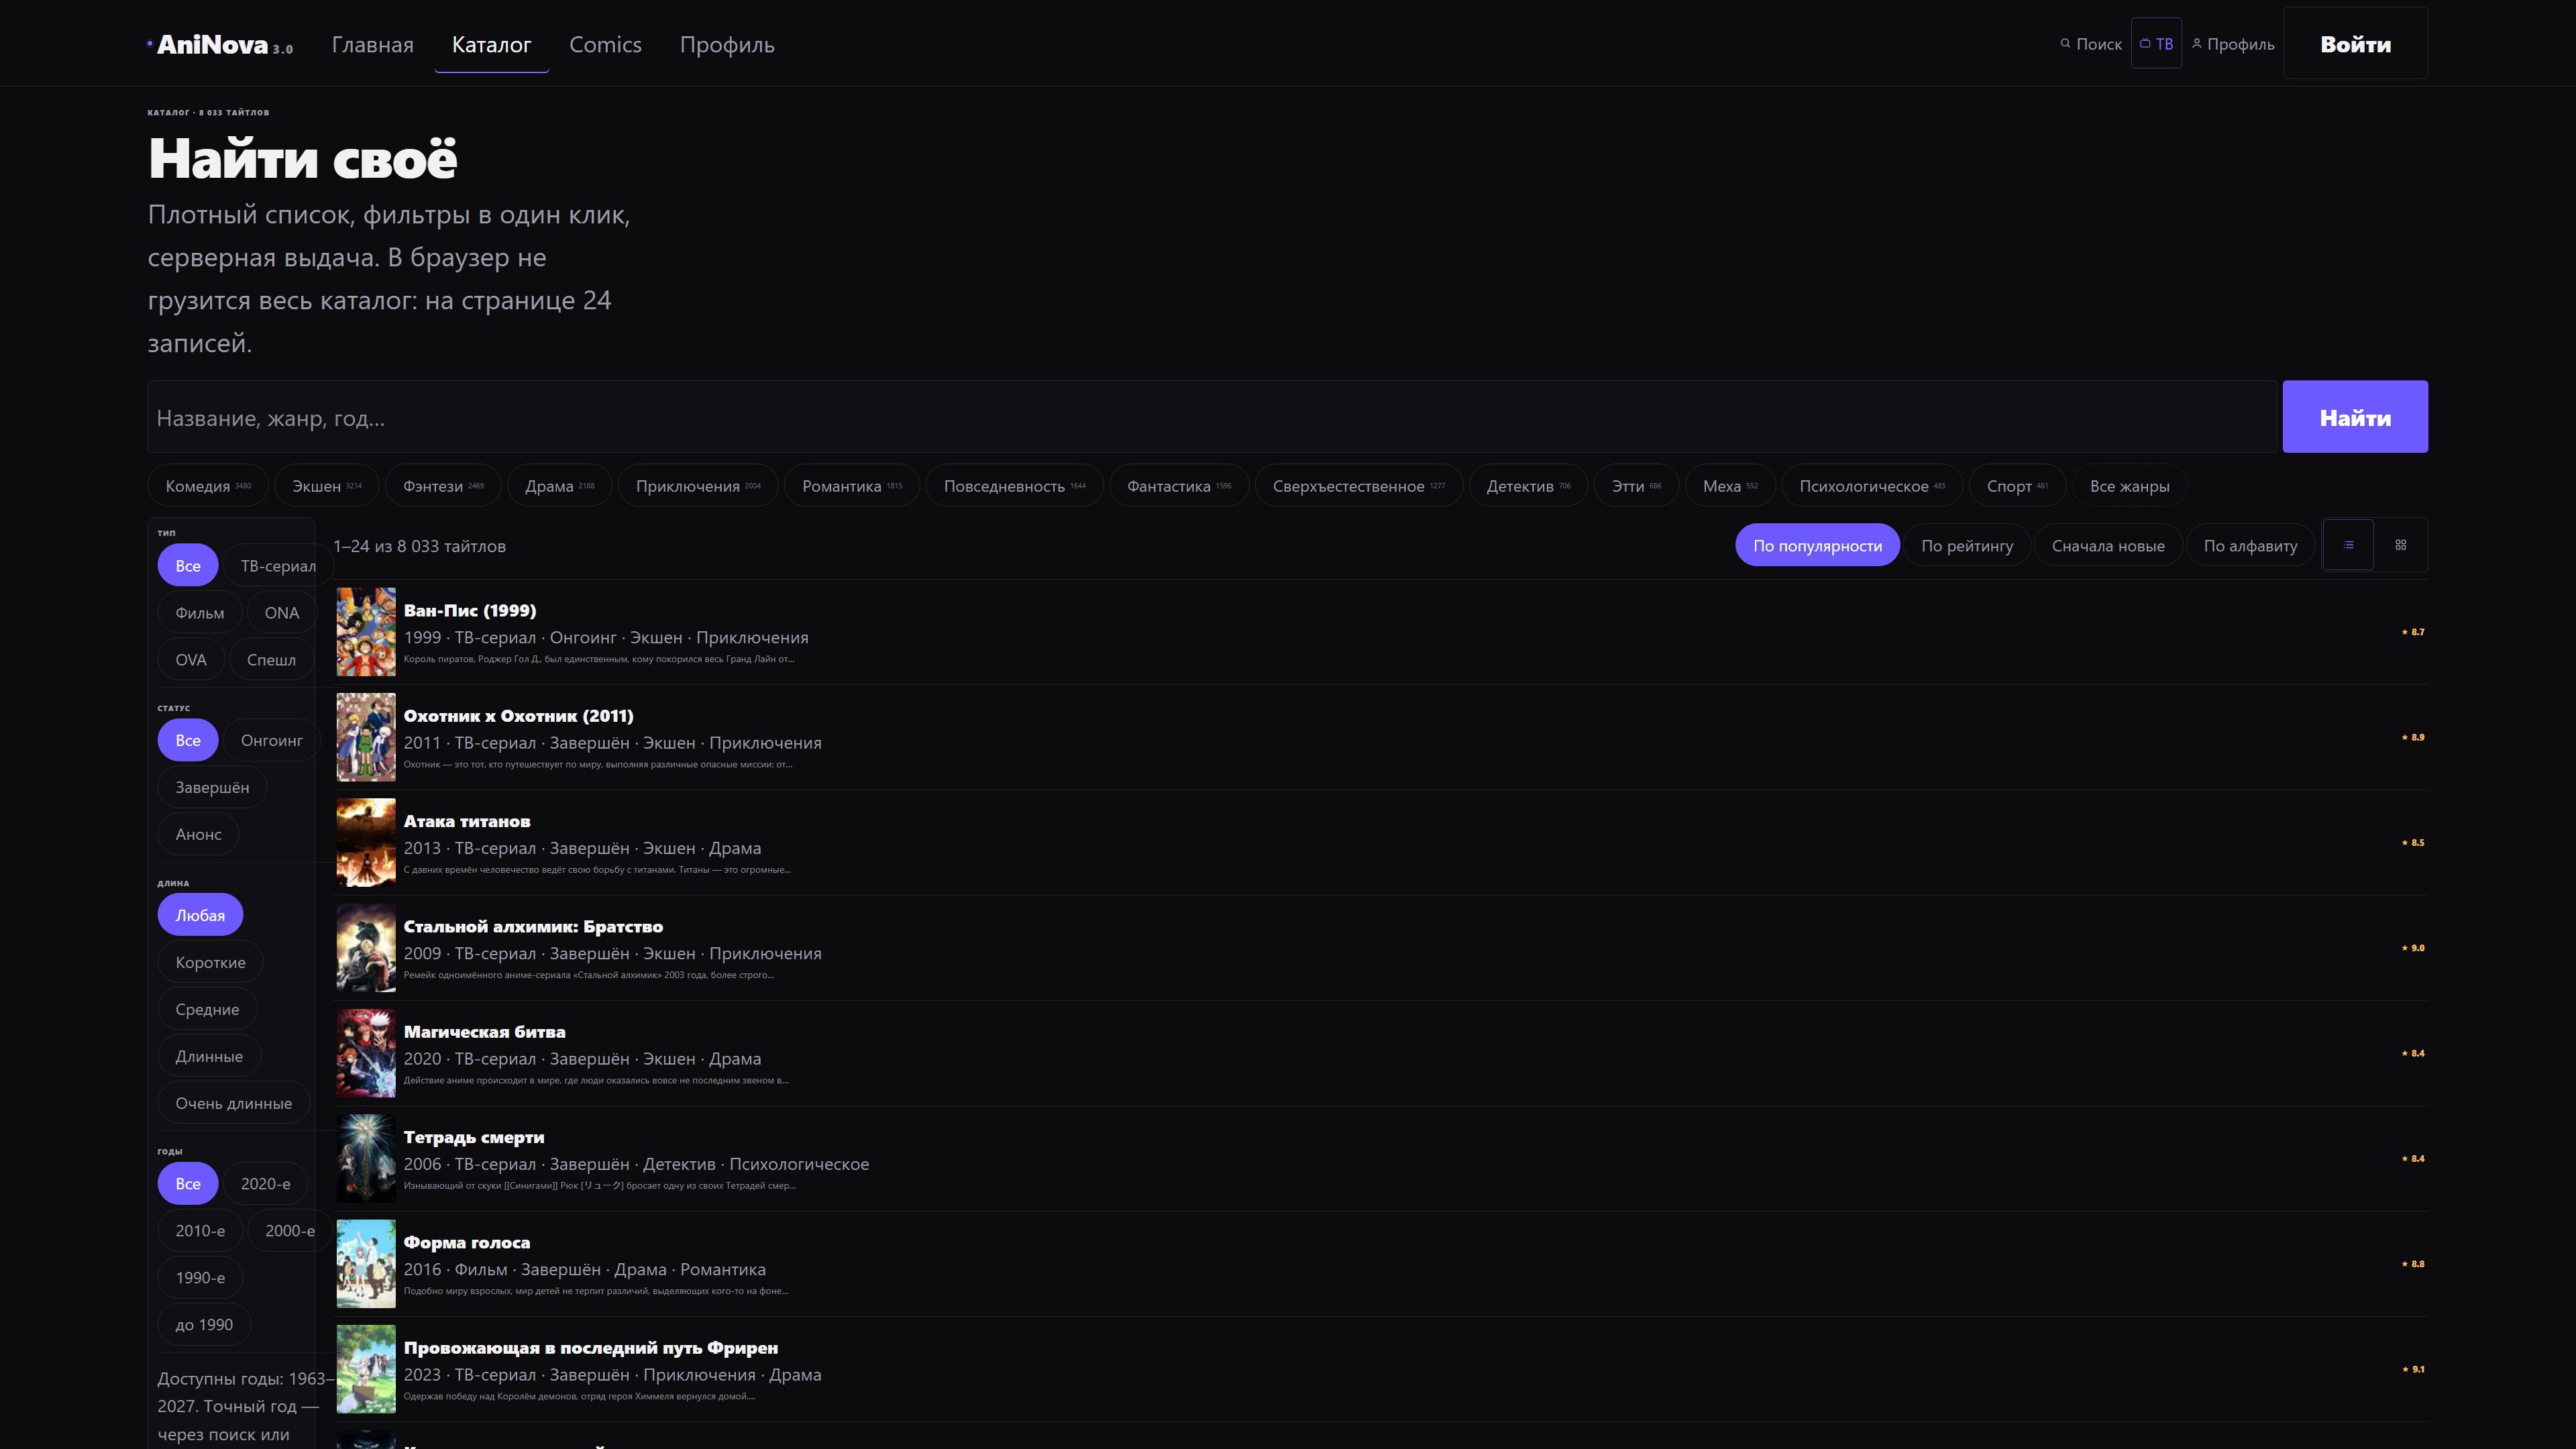 AniNova 3.0 Главная Каталог Comics Профиль Поиск ТВ Профиль Войти
КАТАЛОГ · 8 033 ТАЙТЛОВ
Найти своё
Плотный список, фильтры в один клик,
серверная выдача. В браузер не
грузится весь каталог: на странице 24
записей.
Название, жанр, год... Найти
Комедия 3480 Экшен 3214 Фэнтези 2469 Драма 2188 Приключения 2004 Романтика 1815 Повседневность 1644 Фантастика 1596 Сверхъестественное 1277 Детектив 706 Этти 686 Меха 552 Психологическое 485 Спорт 481 Все жанры
ТИП
Все ТВ-сериал
Фильм ONA
OVA Спешл
СТАТУС
Все Онгоинг
Завершён
Анонс
ДЛИНА
Любая
Короткие
Средние
Длинные
Очень длинные
ГОДЫ
Все 2020-е
2010-е 2000-е
1990-е
до 1990
Доступны годы: 1963–
2027. Точный год —
через поиск или
1–24 из 8 033 тайтлов По популярности По рейтингу Сначала новые По алфавиту
Ван-Пис (1999)
1999 · ТВ-сериал · Онгоинг · Экшен · Приключения
Король пиратов, Роджер Гол Д., был единственным, кому покорился весь Гранд Лайн от...
★ 8.7
Охотник х Охотник (2011)
2011 · ТВ-сериал · Завершён · Экшен · Приключения
Охотник — это тот, кто путешествует по миру, выполняя различные опасные миссии: от...
★ 8.9
Атака титанов
2013 · ТВ-сериал · Завершён · Экшен · Драма
С давних времён человечество ведёт свою борьбу с титанами. Титаны — это огромные...
★ 8.5
Стальной алхимик: Братство
2009 · ТВ-сериал · Завершён · Экшен · Приключения
Ремейк одноимённого аниме-сериала «Стальной алхимик» 2003 года, более строго...
★ 9.0
Магическая битва
2020 · ТВ-сериал · Завершён · Экшен · Драма
Действие аниме происходит в мире, где люди оказались вовсе не последним звеном в...
★ 8.4
Тетрадь смерти
2006 · ТВ-сериал · Завершён · Детектив · Психологическое
Изнывающий от скуки [[Синигами]] Рюк [リューク] бросает одну из своих Тетрадей смер...
★ 8.4
Форма голоса
2016 · Фильм · Завершён · Драма · Романтика
Подобно миру взрослых, мир детей не терпит различий, выделяющих кого-то на фоне...
★ 8.8
Провожающая в последний путь Фрирен
2023 · ТВ-сериал · Завершён · Приключения · Драма
Одержав победу над Королём демонов, отряд героя Химмеля вернулся домой....
★ 9.1